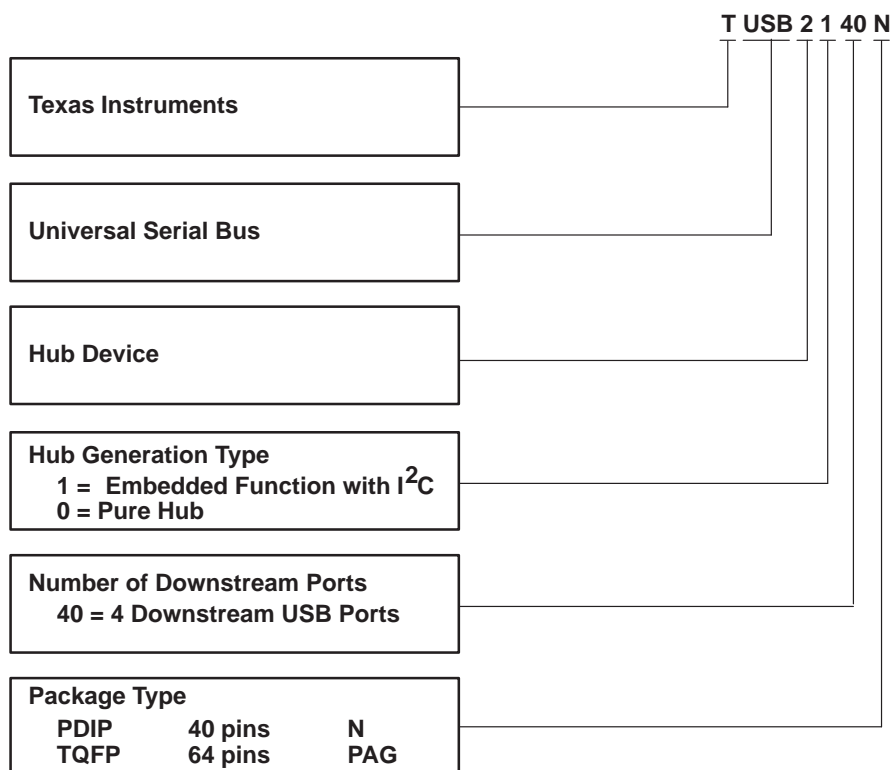 T USB 2 1 40 N
Texas Instruments
Universal Serial Bus
Hub Device
Hub Generation Type
1 = Embedded Function with I²C
0 = Pure Hub
Number of Downstream Ports
40 = 4 Downstream USB Ports
Package Type
PDIP 40 pins N
TQFP 64 pins PAG